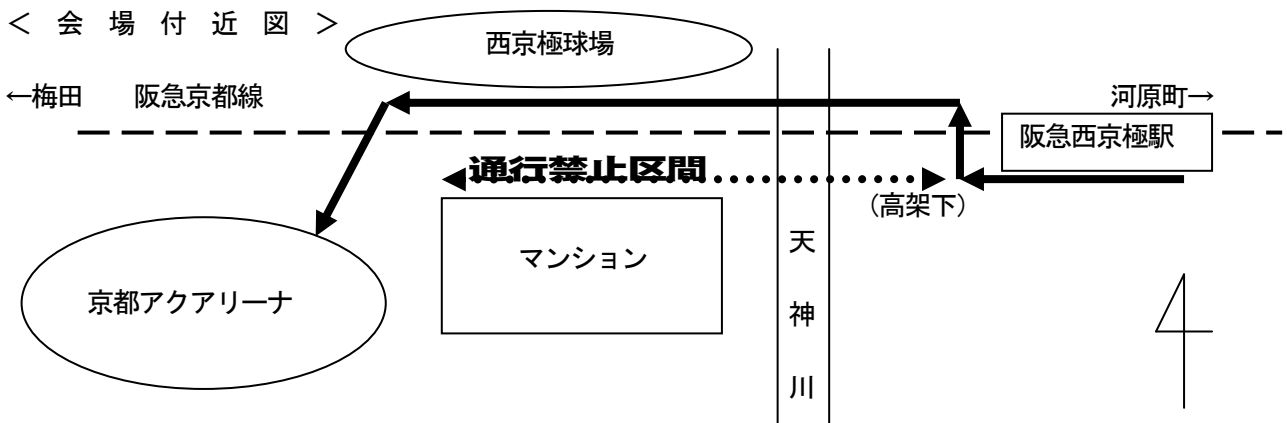 ＜ 会 場 付 近 図 ＞
西京極球場
←梅田 阪急京都線
河原町→
阪急西京極駅
通行禁止区間
（高架下）
マンション
天神川
京都アクアリーナ